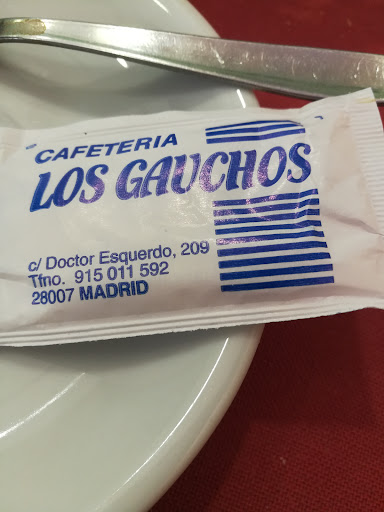 CAFETERIA
LOS GAUCHOS
c/ Doctor Esquerdo, 209
Tfno. 915 011 592
28007 MADRID